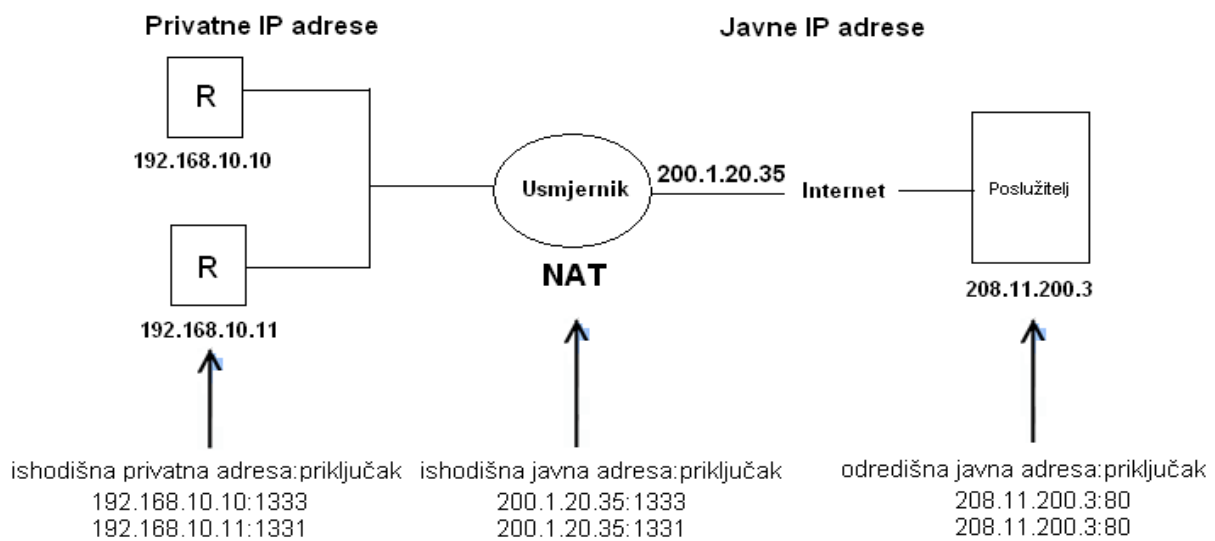 Privatne IP adrese
Javne IP adrese
R
192.168.10.10
R
192.168.10.11
Usmjernik
NAT
200.1.20.35
Internet
Poslužitelj
208.11.200.3
ishodišna privatna adresa:priključak
192.168.10.10:1333
192.168.10.11:1331
ishodišna javna adresa:priključak
200.1.20.35:1333
200.1.20.35:1331
odredišna javna adresa:priključak
208.11.200.3:80
208.11.200.3:80